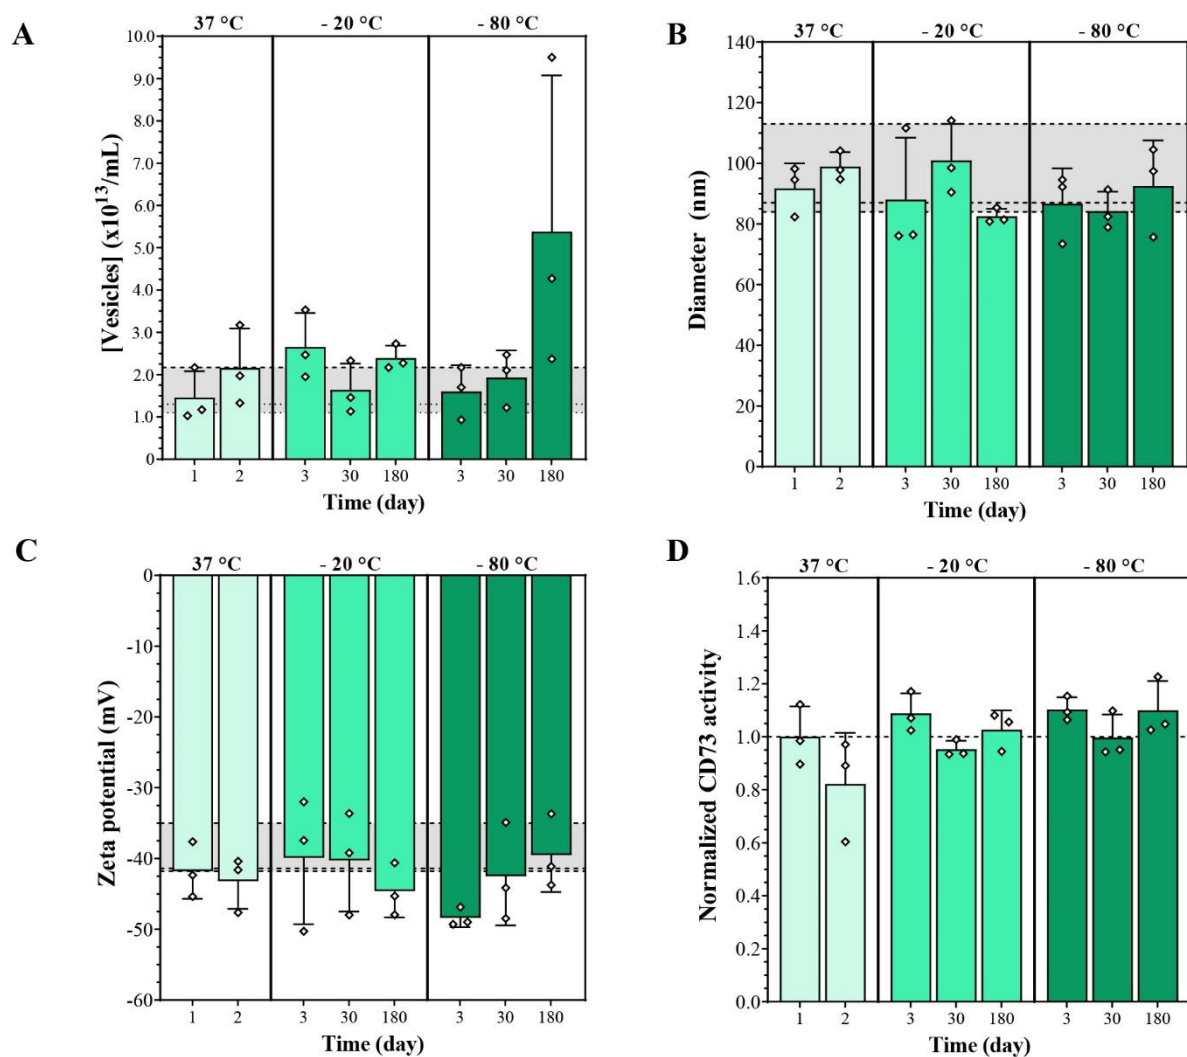 A
37 °C - 20 °C - 80 °C
10.0
9.0
8.0
7.0
6.0
5.0
4.0
3.0
2.0
1.0
0
[Vesicles] (x10¹³/mL)
1 2 3 30 180 3 30 180
Time (day)
B
37 °C - 20 °C - 80 °C
140
120
100
80
60
40
20
0
Diameter (nm)
1 2 3 30 180 3 30 180
Time (day)
C
37 °C - 20 °C - 80 °C
0
-10
-20
-30
-40
-50
-60
Zeta potential (mV)
1 2 3 30 180 3 30 180
Time (day)
D
37 °C - 20 °C - 80 °C
1.6
1.4
1.2
1.0
0.8
0.6
0.4
0.2
0.0
Normalized CD73 activity
1 2 3 30 180 3 30 180
Time (day)